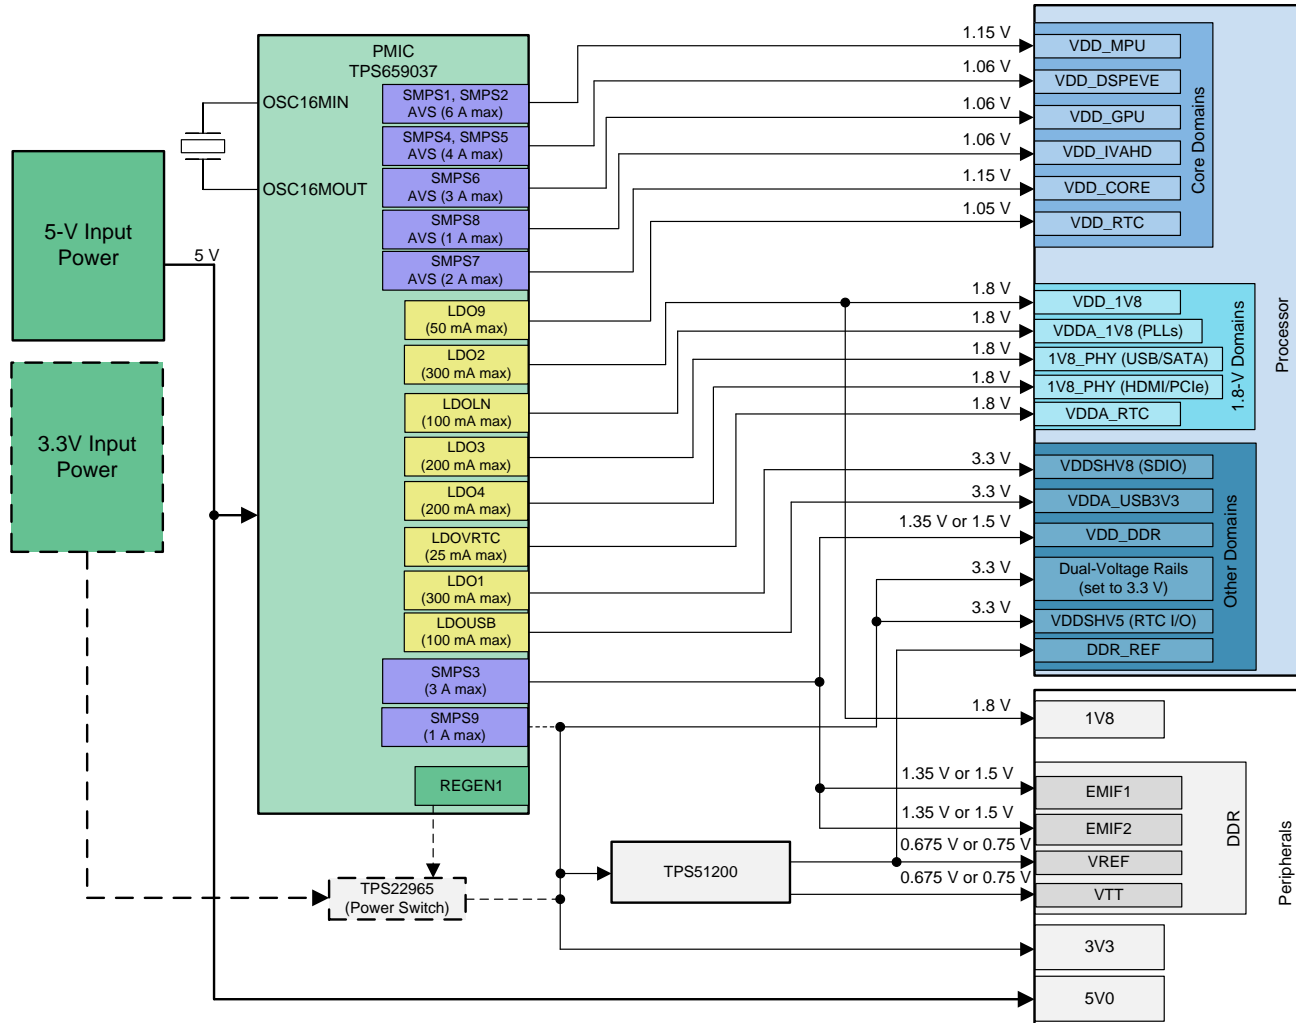 PMIC
TPS659037
OSC16MIN
OSC16MOUT
5-V Input
Power
5 V
3.3V Input
Power
SMPS1, SMPS2
AVS (6 A max)
SMPS4, SMPS5
AVS (4 A max)
SMPS6
AVS (3 A max)
SMPS8
AVS (1 A max)
SMPS7
AVS (2 A max)
LDO9
(50 mA max)
LDO2
(300 mA max)
LDOLN
(100 mA max)
LDO3
(200 mA max)
LDO4
(200 mA max)
LDOVRTC
(25 mA max)
LDO1
(300 mA max)
LDOUSB
(100 mA max)
SMPS3
(3 A max)
SMPS9
(1 A max)
REGEN1
TPS22965
(Power Switch)
TPS51200
1.15 V
VDD_MPU
1.06 V
VDD_DSPEVE
1.06 V
VDD_GPU
1.06 V
VDD_IVAHD
1.15 V
VDD_CORE
1.05 V
VDD_RTC
Core Domains
1.8 V
VDD_1V8
1.8 V
VDDA_1V8 (PLLs)
1.8 V
1V8_PHY (USB/SATA)
1.8 V
1V8_PHY (HDMI/PCIe)
1.8 V
VDDA_RTC
1.8-V Domains
3.3 V
VDDSHV8 (SDIO)
3.3 V
VDDA_USB3V3
1.35 V or 1.5 V
VDD_DDR
3.3 V
Dual-Voltage Rails
(set to 3.3 V)
3.3 V
VDDSHV5 (RTC I/O)
DDR_REF
Other Domains
Processor
1.8 V
1V8
1.35 V or 1.5 V
EMIF1
1.35 V or 1.5 V
EMIF2
0.675 V or 0.75 V
VREF
0.675 V or 0.75 V
VTT
DDR
3V3
5V0
Peripherals